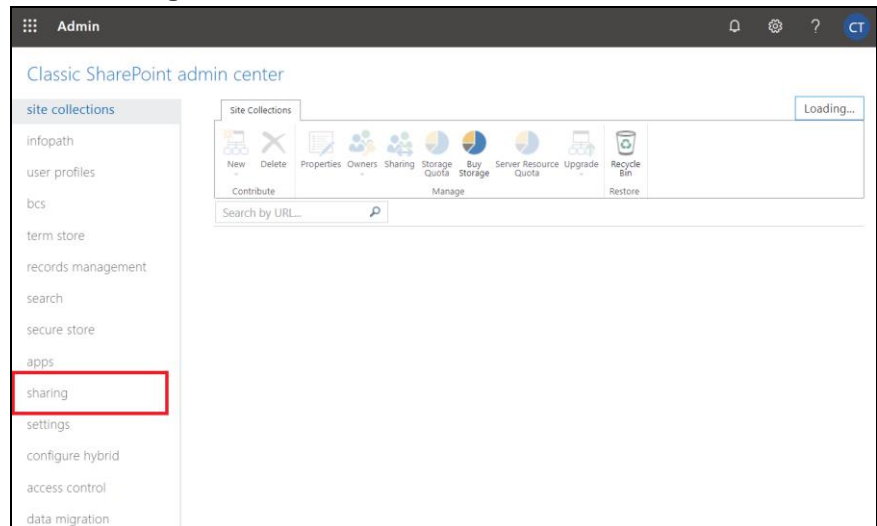 Admin
?
CT
Classic SharePoint admin center
site collections
infopath
user profiles
bcs
term store
records management
search
secure store
apps
sharing
settings
configure hybrid
access control
data migration
Site Collections
Loading...
New
Delete
Properties
Owners
Sharing
Storage Quota
Buy Storage
Server Resource Quota
Upgrade
Recycle Bin
Contribute
Manage
Restore
Search by URL...